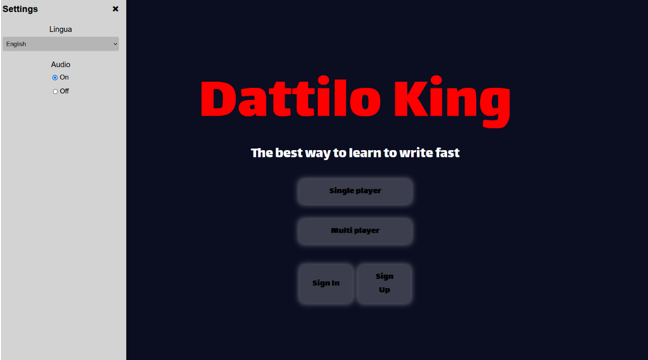 Settings
Lingua
English
Audio
On
Off
Dattilo King
The best way to learn to write fast
Single player
Multi player
Sign In
Sign
Up